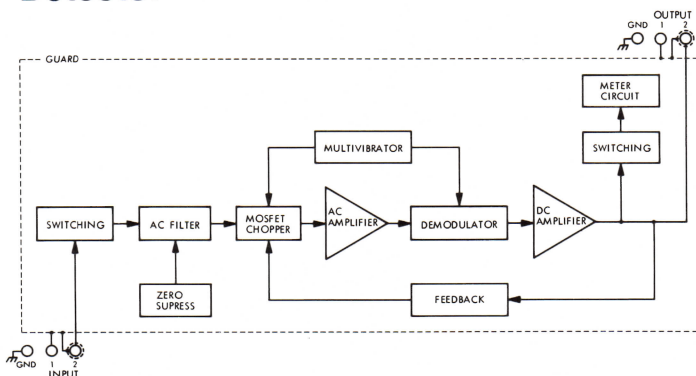 OUTPUT
GND 1 2
GUARD
METER
CIRCUIT
MULTIVIBRATOR
SWITCHING
SWITCHING
AC FILTER
MOSFET
CHOPPER
AC
AMPLIFIER
DEMODULATOR
DC
AMPLIFIER
ZERO
SUPRESS
FEEDBACK
GND 1 2
INPUT